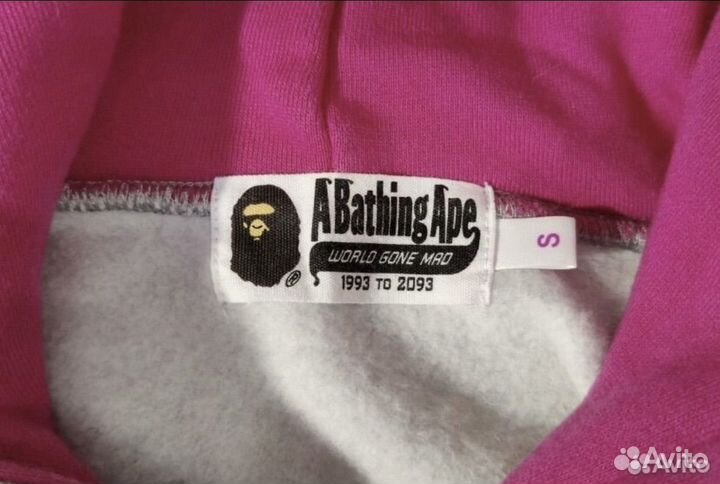 A Bathing Ape
WORLD GONE MAD
1993 TO 2093
®
S
Avito